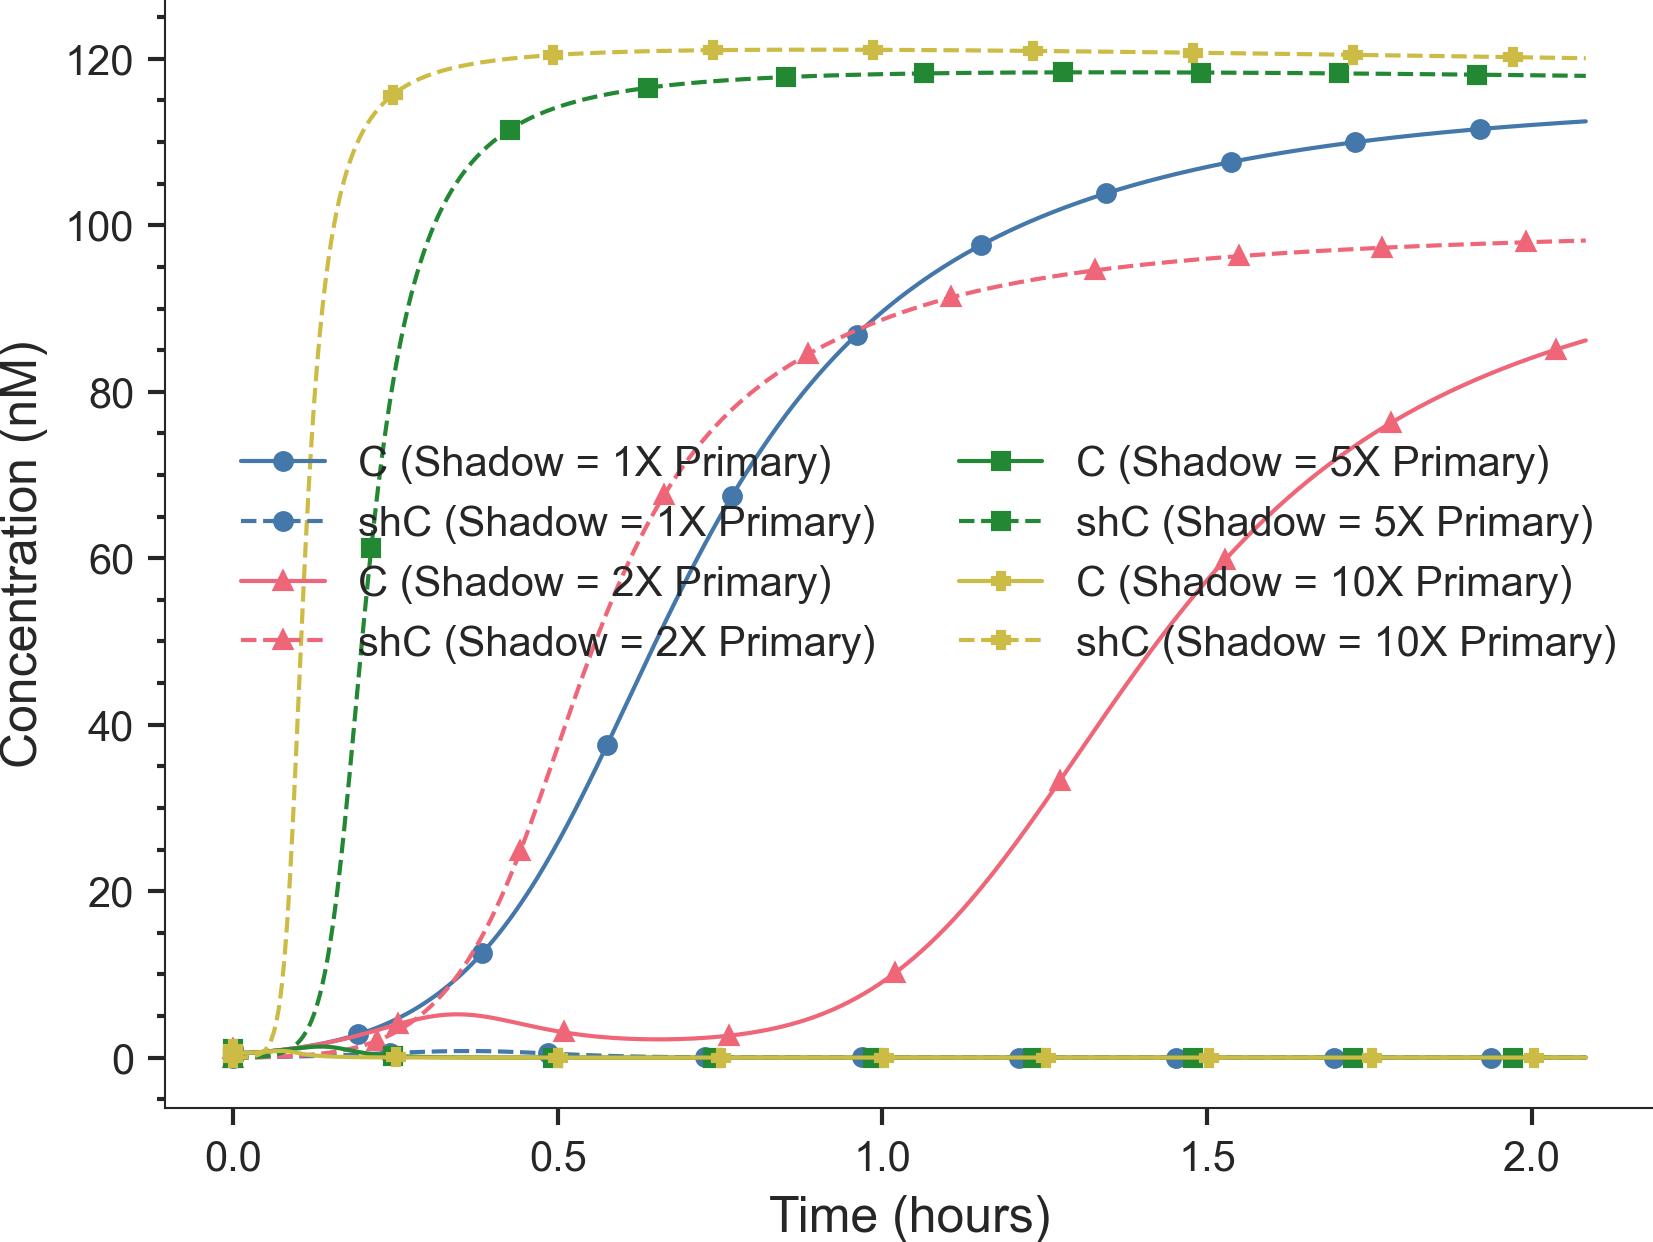 120
100
80
60
40
20
0
Concentration (nM)
C (Shadow = 1X Primary)
shC (Shadow = 1X Primary)
C (Shadow = 2X Primary)
shC (Shadow = 2X Primary)
C (Shadow = 5X Primary)
shC (Shadow = 5X Primary)
C (Shadow = 10X Primary)
shC (Shadow = 10X Primary)
0.0 0.5 1.0 1.5 2.0
Time (hours)